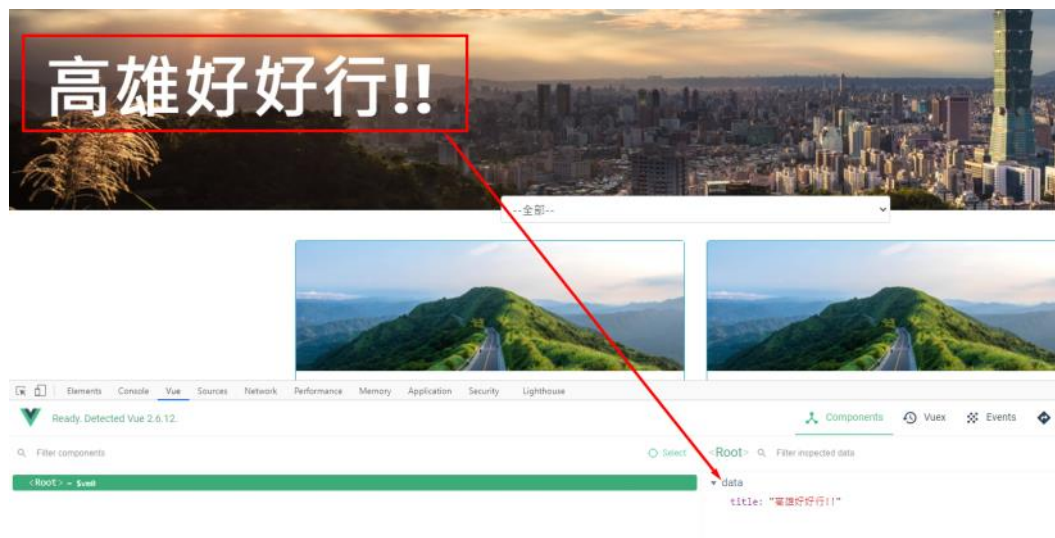 高雄好好行!!
--全部--
Elements Console Vue Sources Network Performance Memory Application Security Lighthouse
Ready. Detected Vue 2.6.12.
Components Vuex Events
Filter components
Select
<Root> Filter inspected data
<Root> = $vm0
data
title: "高雄好好行!!"